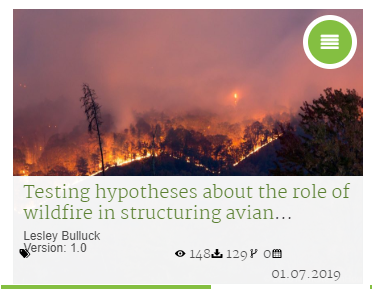 Testing hypotheses about the role of
wildfire in structuring avian...
Lesley Bulluck
Version: 1.0
148 129 0
01.07.2019